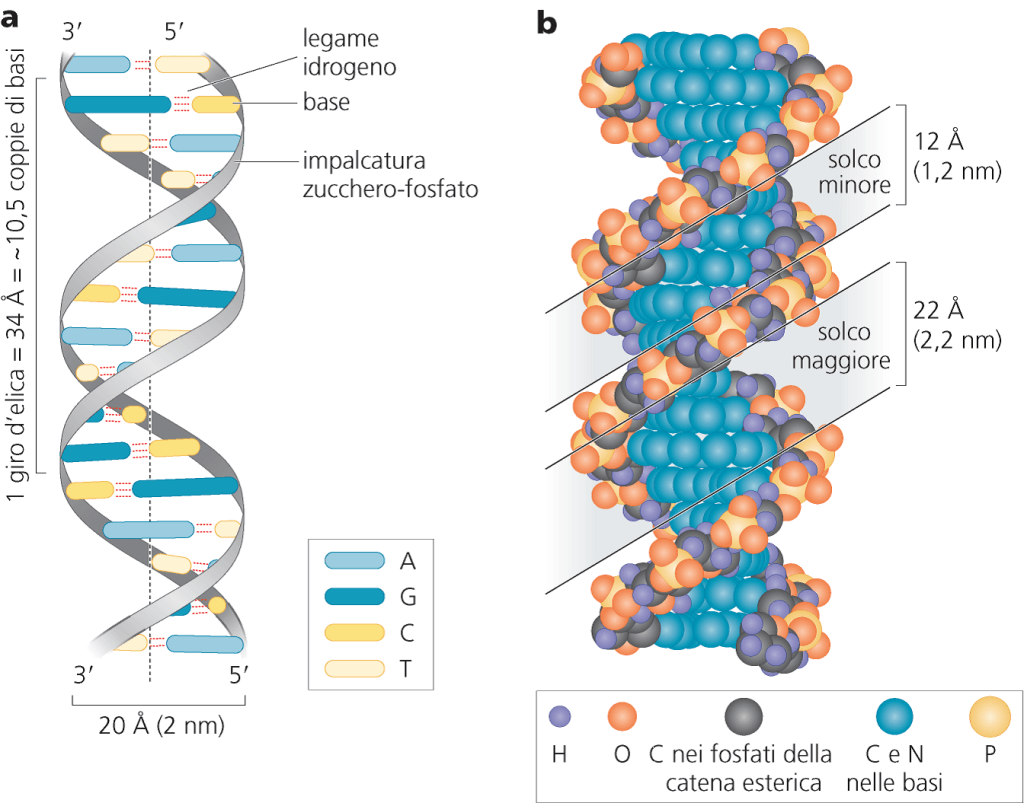 a
3′
5′
legame
idrogeno
base
impalcatura
zucchero-fosfato
1 giro d'elica = 34 Å = ~10,5 coppie di basi
3′
5′
20 Å (2 nm)
A
G
C
T
b
solco
minore
12 Å
(1,2 nm)
solco
maggiore
22 Å
(2,2 nm)
H
O
C nei fosfati della
catena esterica
C e N
nelle basi
P